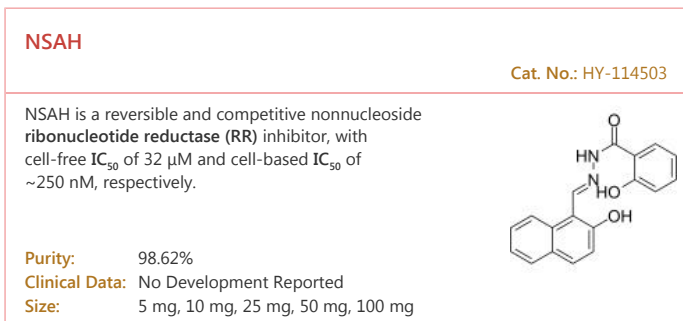 NSAH
Cat. No.: HY-114503
NSAH is a reversible and competitive nonnucleoside
ribonucleotide reductase (RR) inhibitor, with
cell-free IC₅₀ of 32 μM and cell-based IC₅₀ of
~250 nM, respectively.
O
HN
N
HO
OH
Purity: 98.62%
Clinical Data: No Development Reported
Size: 5 mg, 10 mg, 25 mg, 50 mg, 100 mg